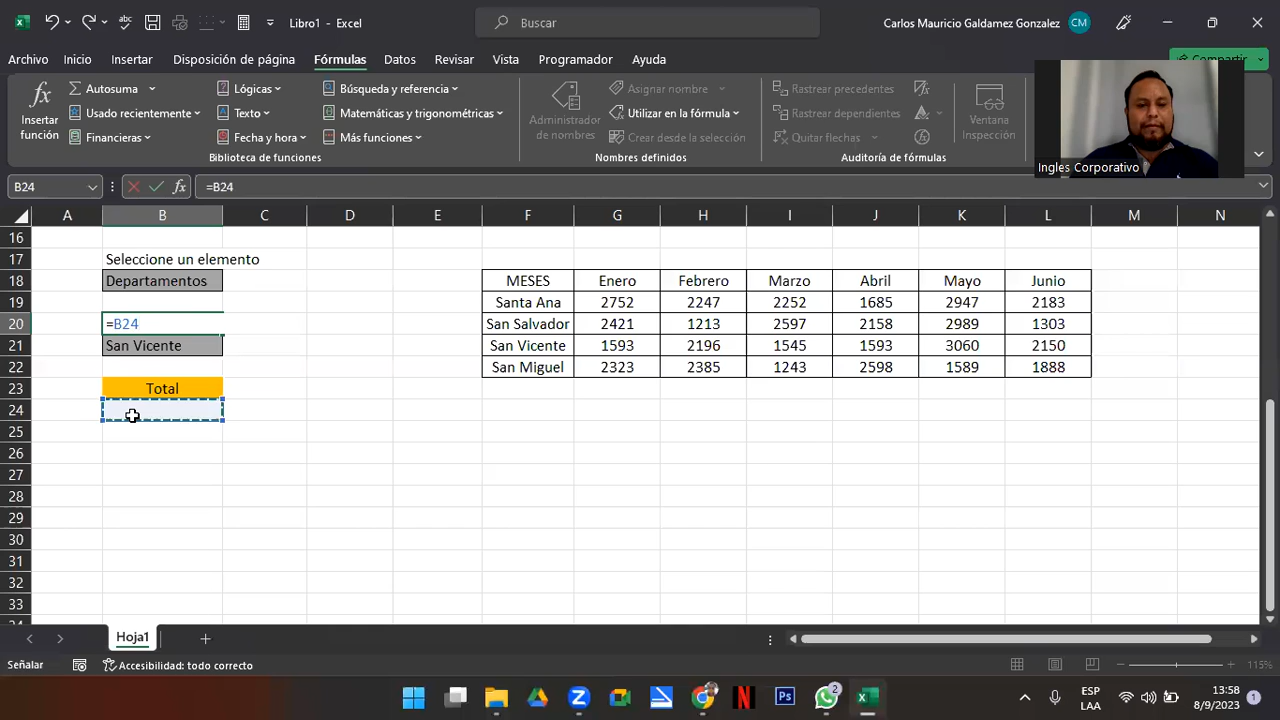 Libro1 - Excel
Buscar
Carlos Mauricio Galdamez Gonzalez
CM
Archivo Inicio Insertar Disposición de página Fórmulas Datos Revisar Vista Programador Ayuda
Compartir
fx
Insertar función
Autosuma
Usado recientemente
Financieras
Lógicas
Texto
Fecha y hora
Búsqueda y referencia
Matemáticas y trigonométricas
Más funciones
Biblioteca de funciones
Administrador de nombres
Asignar nombre
Utilizar en la fórmula
Crear desde la selección
Nombres definidos
Rastrear precedentes
Rastrear dependientes
Quitar flechas
Auditoría de fórmulas
Ventana Inspección
Ingles Corporativo
B24 fx =B24
A B C D E F G H I J K L M N
16
17 Seleccione un elemento
18 Departamentos MESES Enero Febrero Marzo Abril Mayo Junio
19 Santa Ana 2752 2247 2252 1685 2947 2183
20 =B24 San Salvador 2421 1213 2597 2158 2989 1303
21 San Vicente San Vicente 1593 2196 1545 1593 3060 2150
22 San Miguel 2323 2385 1243 2598 1589 1888
23 Total
24
25
26
27
28
29
30
31
32
33
Hoja1
Señalar Accesibilidad: todo correcto 115%
Ps
N
2
ESP
LAA
13:58
8/9/2023
1